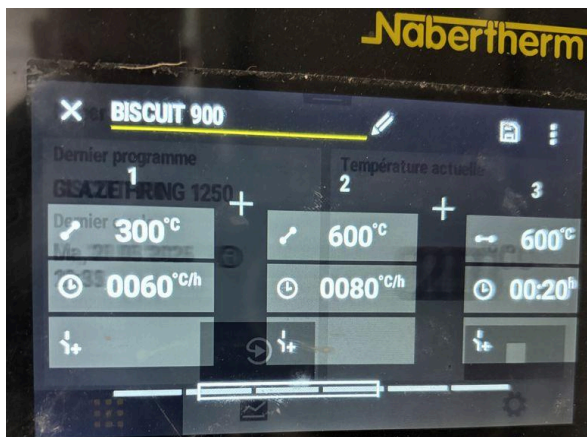 Nabertherm
BISCUIT 900
Dernier programme
Température actuelle
1
2
3
GLAZE FIRING 1250
300°C
600°C
600°C
0060°C/h
0080°C/h
00:20h